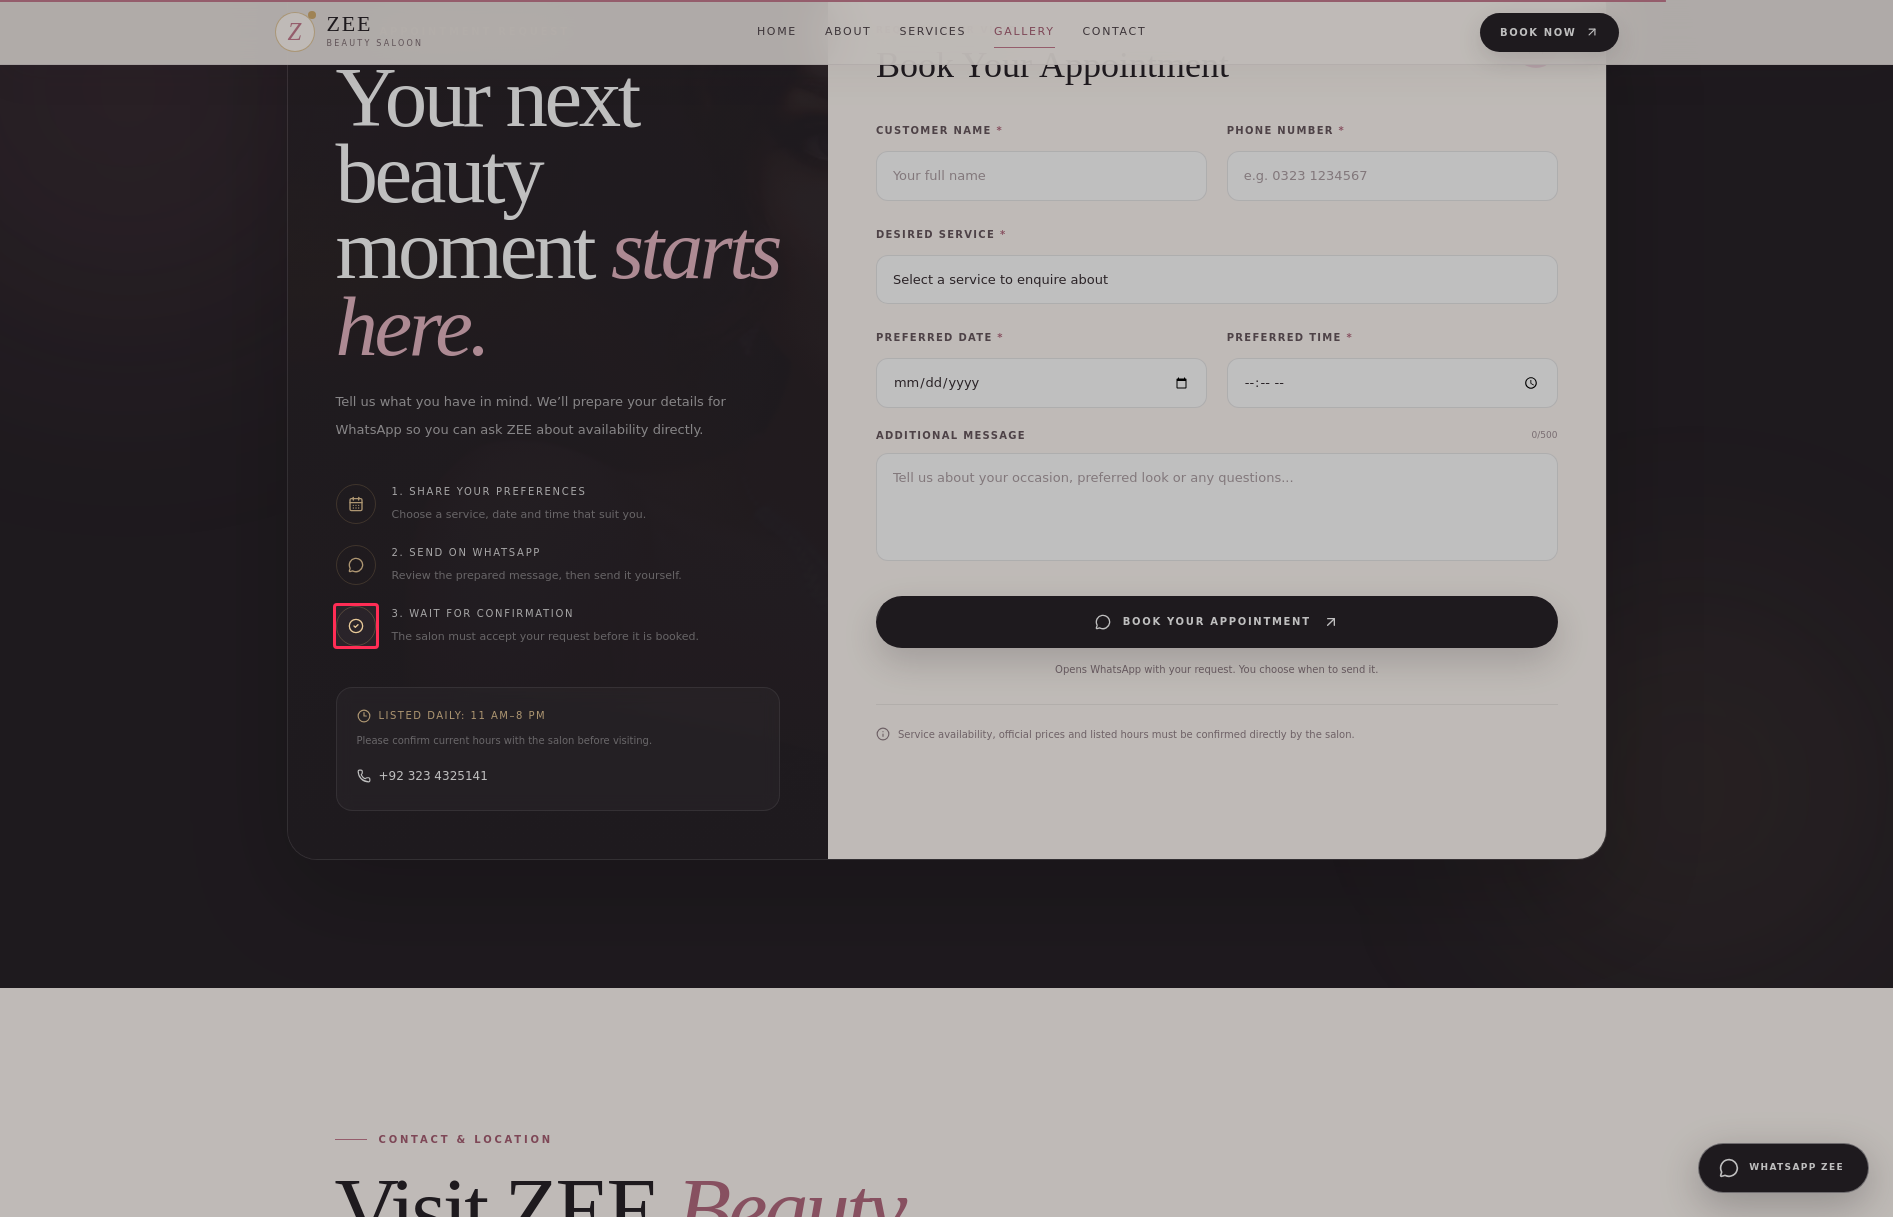 Z
ZEE
BEAUTY SALOON
HOME
ABOUT
SERVICES
GALLERY
CONTACT
BOOK NOW
Your next
beauty
moment starts
here.
Tell us what you have in mind. We’ll prepare your details for
WhatsApp so you can ask ZEE about availability directly.
1. SHARE YOUR PREFERENCES
Choose a service, date and time that suit you.
2. SEND ON WHATSAPP
Review the prepared message, then send it yourself.
3. WAIT FOR CONFIRMATION
The salon must accept your request before it is booked.
LISTED DAILY: 11 AM–8 PM
Please confirm current hours with the salon before visiting.
+92 323 4325141
Book Your Appointment
CUSTOMER NAME *
Your full name
PHONE NUMBER *
e.g. 0323 1234567
DESIRED SERVICE *
Select a service to enquire about
PREFERRED DATE *
mm/dd/yyyy
PREFERRED TIME *
--:-- --
ADDITIONAL MESSAGE
0/500
Tell us about your occasion, preferred look or any questions...
BOOK YOUR APPOINTMENT
Opens WhatsApp with your request. You choose when to send it.
Service availability, official prices and listed hours must be confirmed directly by the salon.
CONTACT & LOCATION
Visit ZEE Beauty
WHATSAPP ZEE